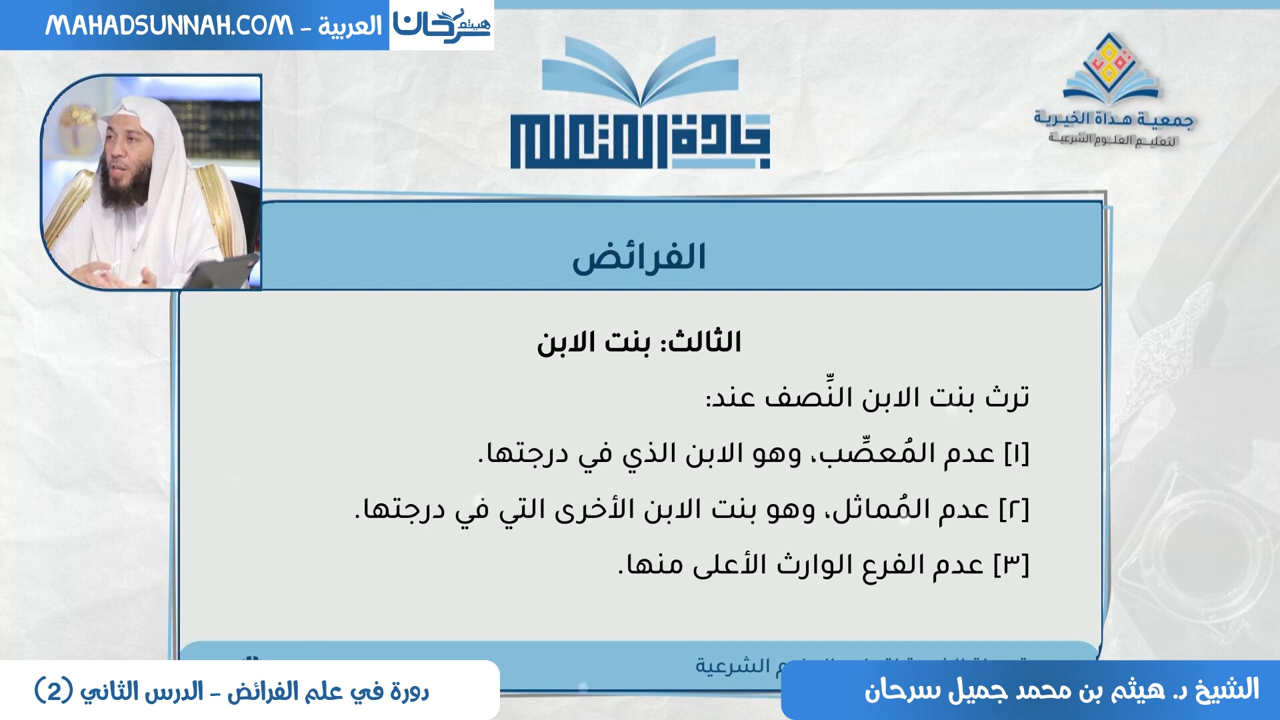 العربية - MAHADSUNNAH.COM
هيثم سرحان
جادة المتعلم
جمعية هداة الخيرية
لتعليم العلوم الشرعية
الفرائض
الثالث: بنت الابن
ترث بنت الابن النِّصف عند:
[١] عدم المُعصِّب، وهو الابن الذي في درجتها.
[٢] عدم المُماثل، وهو بنت الابن الأخرى التي في درجتها.
[٣] عدم الفرع الوارث الأعلى منها.
الشرعية
الشيخ د. هيثم بن محمد جميل سرحان
دورة في علم الفرائض - الدرس الثاني (2)